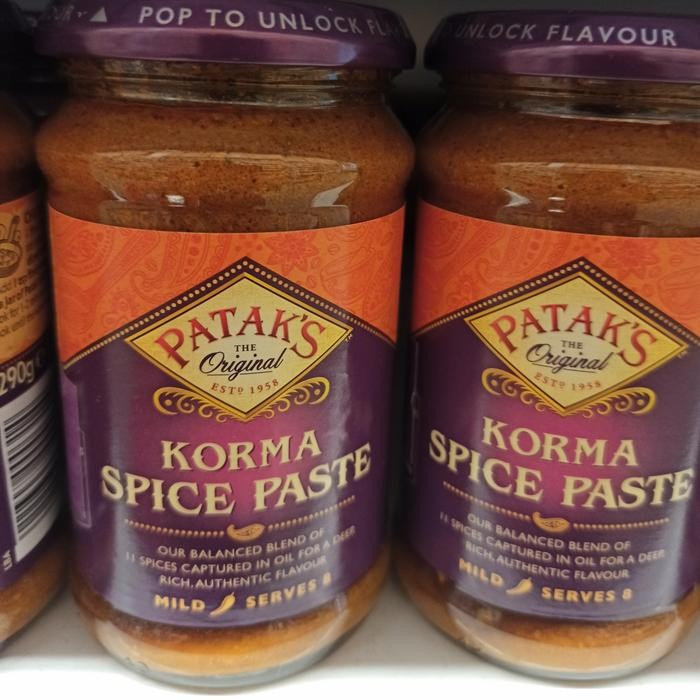 POP TO UNLOCK FLA
UNLOCK FLAVOUR
PATAK'S
THE
Original
ESTD 1958
KORMA
SPICE PASTE
OUR BALANCED BLEND OF
11 SPICES CAPTURED IN OIL FOR A DEEP
RICH, AUTHENTIC FLAVOUR
MILD SERVES 8
PATAK'S
THE
Original
ESTD 1958
KORMA
SPICE PASTE
OUR BALANCED BLEND OF
11 SPICES CAPTURED IN OIL FOR A DEEP
RICH, AUTHENTIC FLAVOUR
MILD SERVES 8
290g